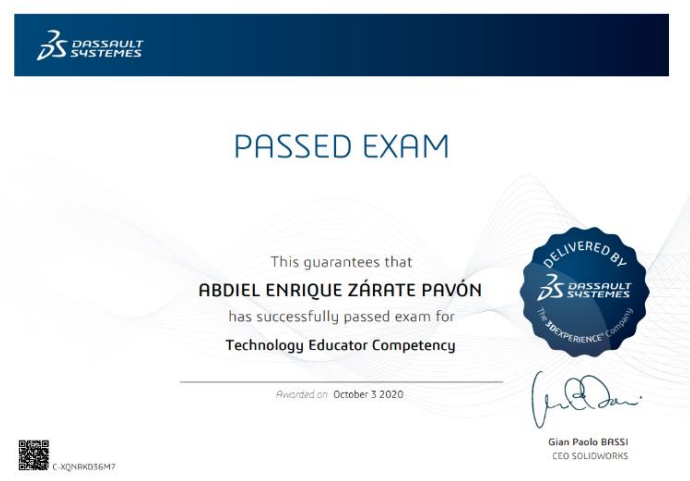 DASSAULT
SYSTEMES
PASSED EXAM
This guarantees that
ABDIEL ENRIQUE ZÁRATE PAVÓN
has successfully passed exam for
Technology Educator Competency
Awarded on October 3 2020
DELIVERED BY
DASSAULT
SYSTEMES
The 3DEXPERIENCE® Company
Gian Paolo BASSI
CEO SOLIDWORKS
C-XQNRKD36M7